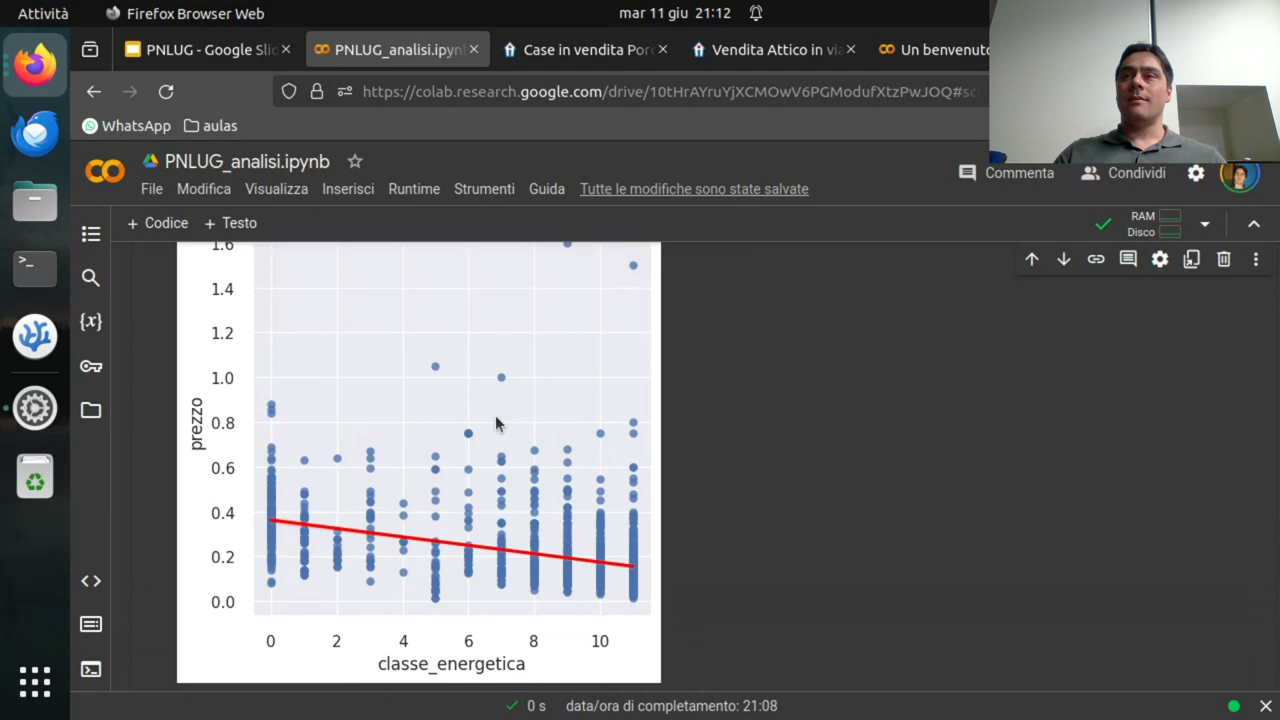 Attività
Firefox Browser Web
mar 11 giu 21:12
PNLUG - Google Slid
PNLUG_analisi.ipynl
Case in vendita Porc
Vendita Attico in via
Un benvenuto
https://colab.research.google.com/drive/10tHrAYruYjXCMOwV6PGModufXtzPwJOQ#sc
WhatsApp
aulas
PNLUG_analisi.ipynb
File
Modifica
Visualizza
Inserisci
Runtime
Strumenti
Guida
Tutte le modifiche sono state salvate
Commenta
Condividi
+ Codice
+ Testo
RAM
Disco
{x}
>_
1.6
1.4
1.2
1.0
0.8
0.6
0.4
0.2
0.0
prezzo
0 2 4 6 8 10
classe_energetica
0 s
data/ora di completamento: 21:08